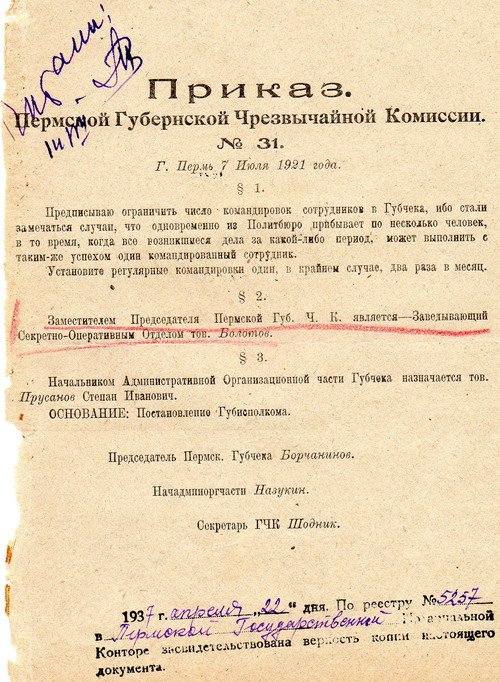 Приказ.
Пермской Губернской Чрезвычайной Комиссии.
№ 31.
Г. Пермь 7 Июля 1921 года.
§ 1.
Предписываю ограничить число командировок сотрудников в Губчека, ибо стали
замечаться случаи, что одновременно из Политбюро прибывает по несколько человек,
в то время, когда все возникшиеся дела за какой-либо период, может выполнить с
таким-же успехом один командированный сотрудник.
Установите регулярные командировки один, в крайнем случае, два раза в месяц.
§ 2.
Заместителем Председателя Пермской Губ. Ч. К. является—Заведывающий
Секретно-Оперативным Отделом тов. Болотов.
§ 3.
Начальником Административной Организационной части Губчека назначается тов.
Прусанов Степан Иванович.
ОСНОВАНИЕ: Постановление Губисполкома.
Председатель Пермск. Губчека Борчанинов.
Начадминоргчасти Назукин.
Секретарь ГЧК Шодник.
1937 г. апреля „22“ дня. По реестру №5257
в Пермской Государственной Нотариальной
Конторе засвидетельствована верность копии настоящего
документа.